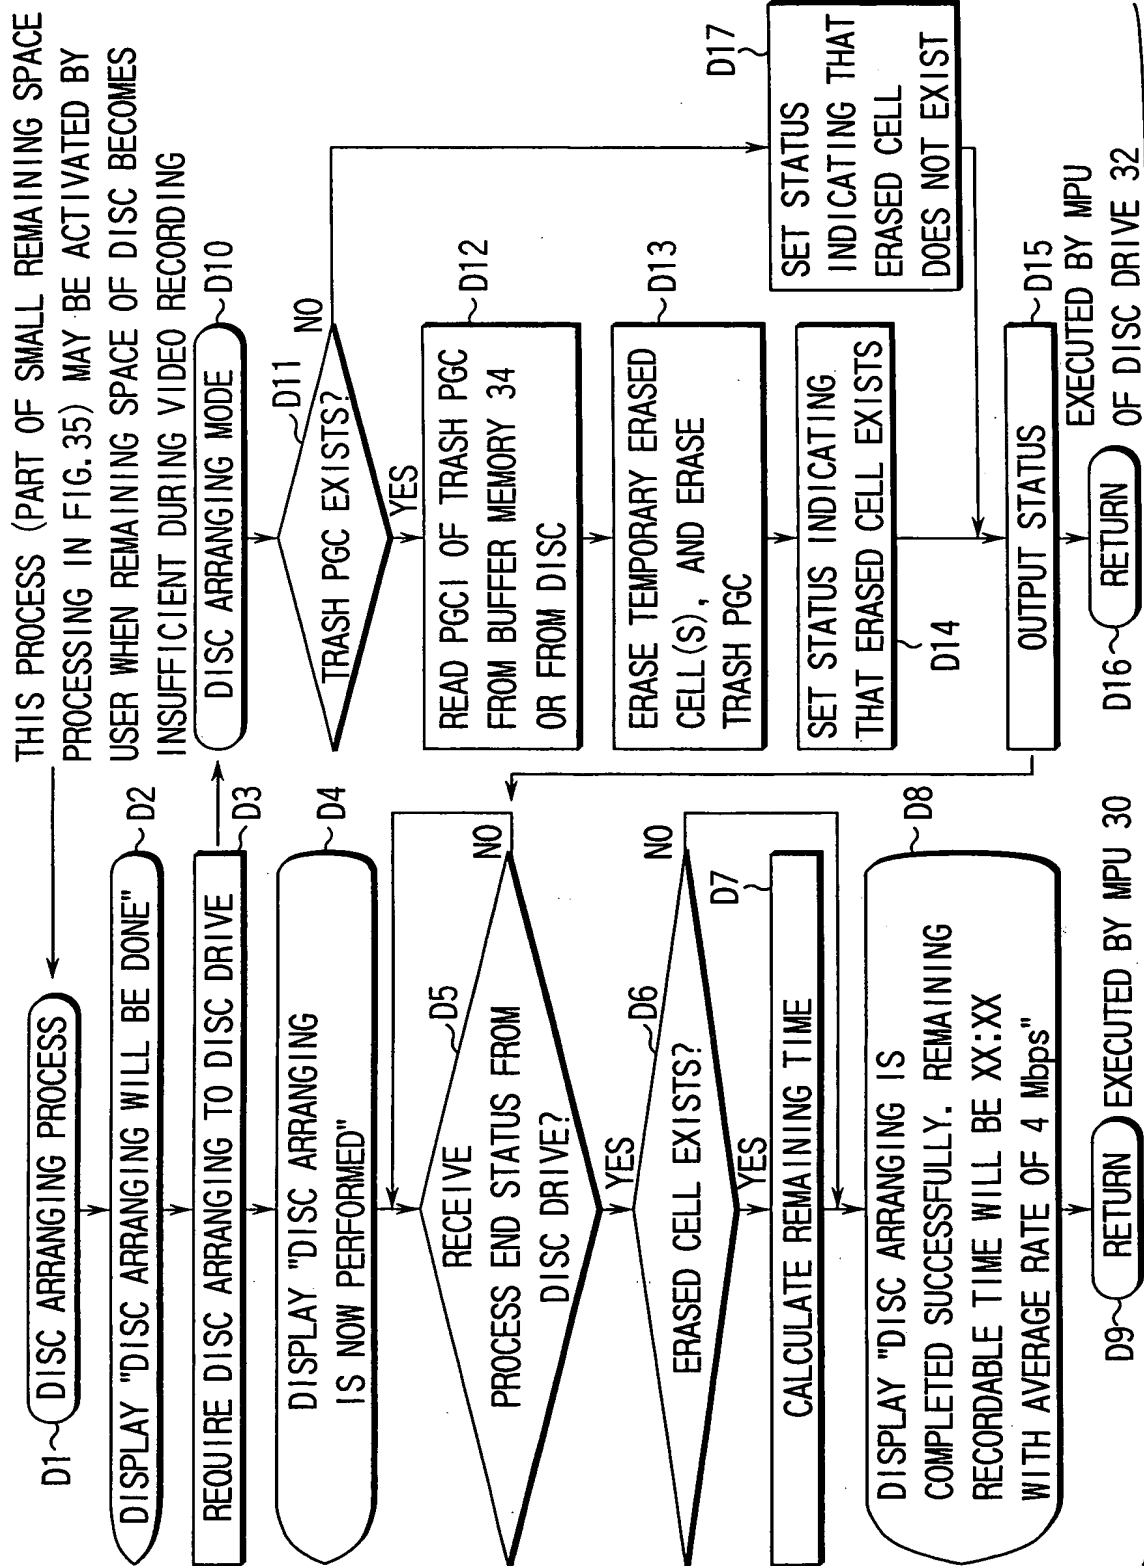 THIS PROCESS (PART OF SMALL REMAINING SPACE
PROCESSING IN FIG.35) MAY BE ACTIVATED BY
USER WHEN REMAINING SPACE OF DISC BECOMES
INSUFFICIENT DURING VIDEO RECORDING
D1
DISC ARRANGING PROCESS
DISPLAY "DISC ARRANGING WILL BE DONE"
D2
REQUIRE DISC ARRANGING TO DISC DRIVE
D3
DISPLAY "DISC ARRANGING
IS NOW PERFORMED"
D4
RECEIVE
PROCESS END STATUS FROM
DISC DRIVE?
D5
NO
YES
ERASED CELL EXISTS?
D6
NO
YES
CALCULATE REMAINING TIME
D7
DISPLAY "DISC ARRANGING IS
COMPLETED SUCCESSFULLY. REMAINING
RECORDABLE TIME WILL BE XX:XX
WITH AVERAGE RATE OF 4 Mbps"
D8
D9
RETURN
EXECUTED BY MPU 30
DISC ARRANGING MODE
D10
TRASH PGC EXISTS?
D11
NO
YES
READ PGCI OF TRASH PGC
FROM BUFFER MEMORY 34
OR FROM DISC
D12
ERASE TEMPORARY ERASED
CELL(S), AND ERASE
TRASH PGC
D13
SET STATUS INDICATING
THAT ERASED CELL EXISTS
D14
SET STATUS
INDICATING THAT
ERASED CELL
DOES NOT EXIST
D17
OUTPUT STATUS
D15
D16
RETURN
EXECUTED BY MPU
OF DISC DRIVE 32